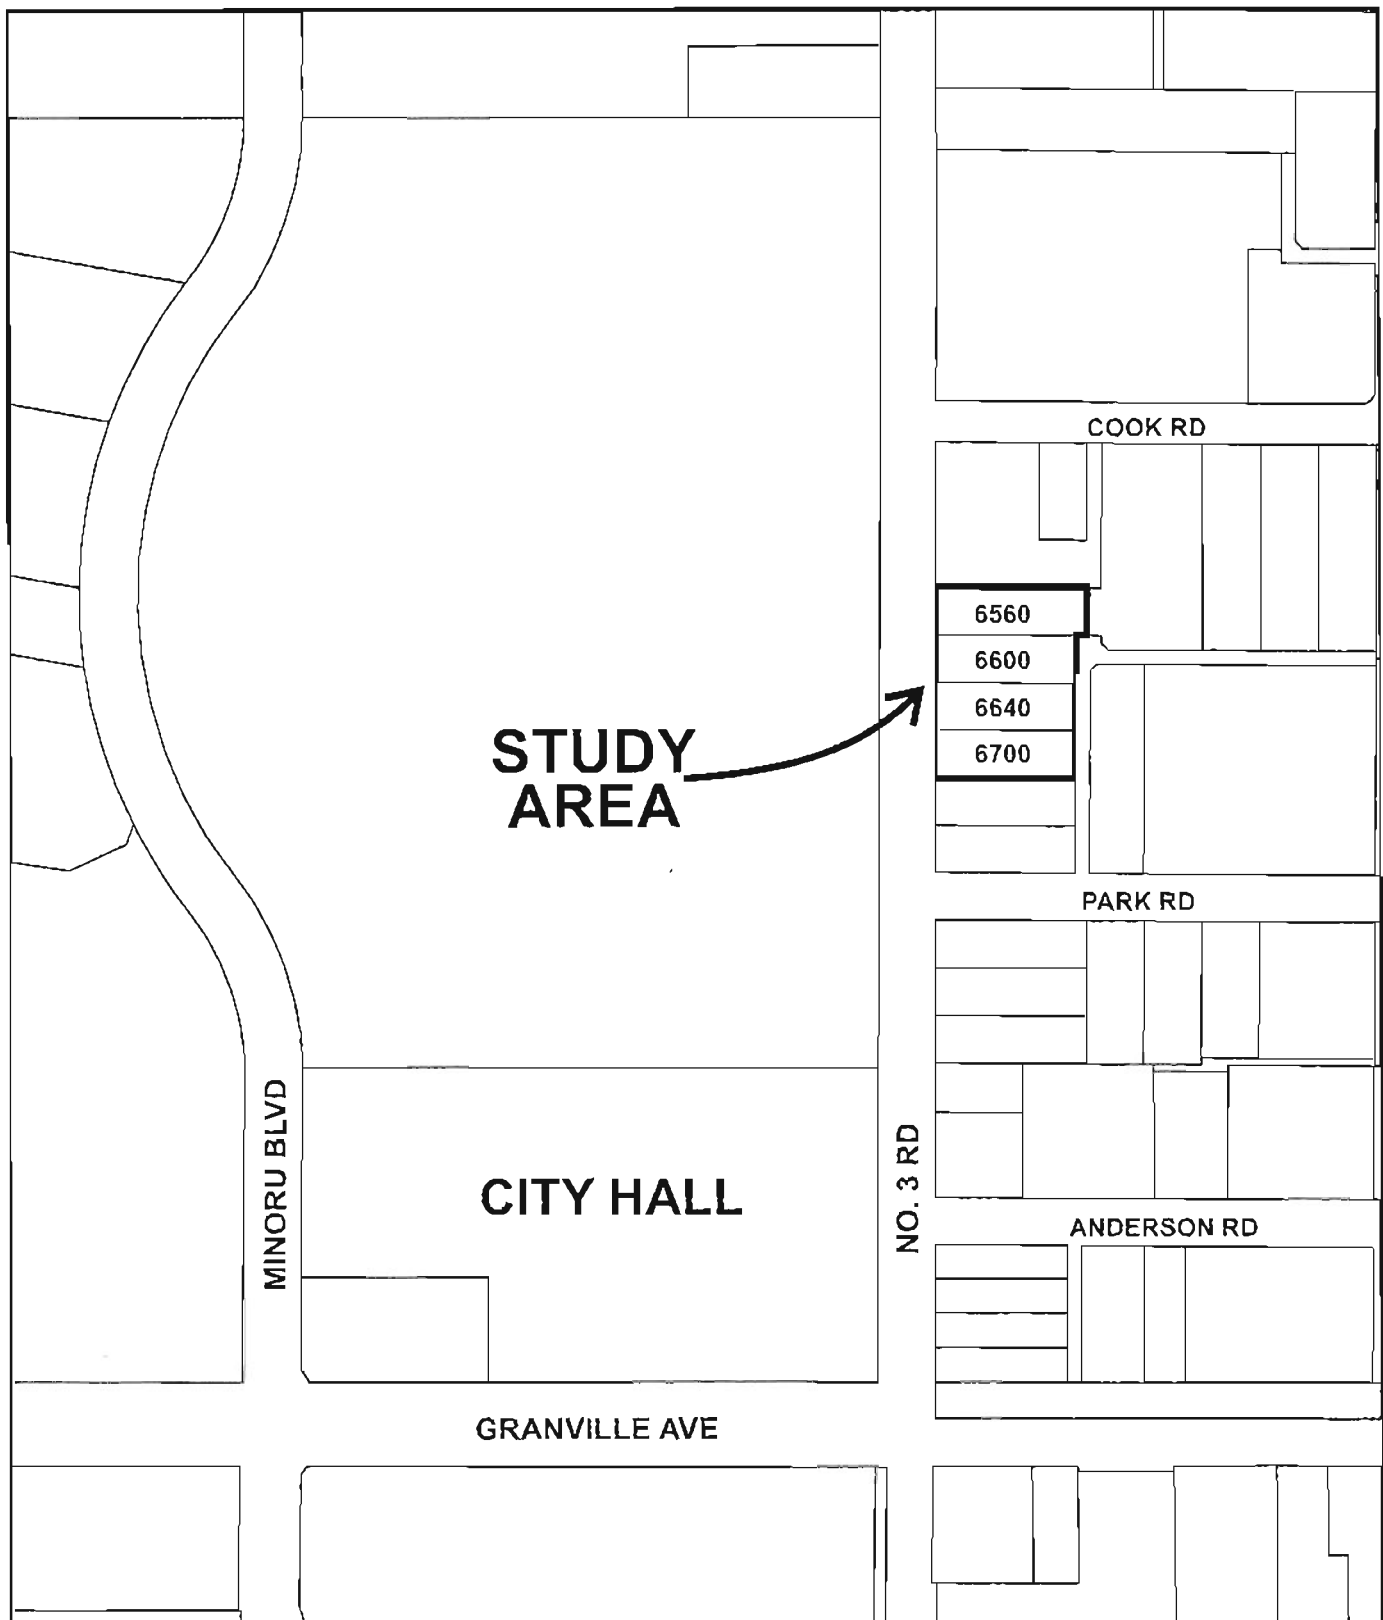 COOK RD
6560
6600
6640
6700
STUDY
AREA
PARK RD
MINORU BLVD
CITY HALL
NO. 3 RD
ANDERSON RD
GRANVILLE AVE